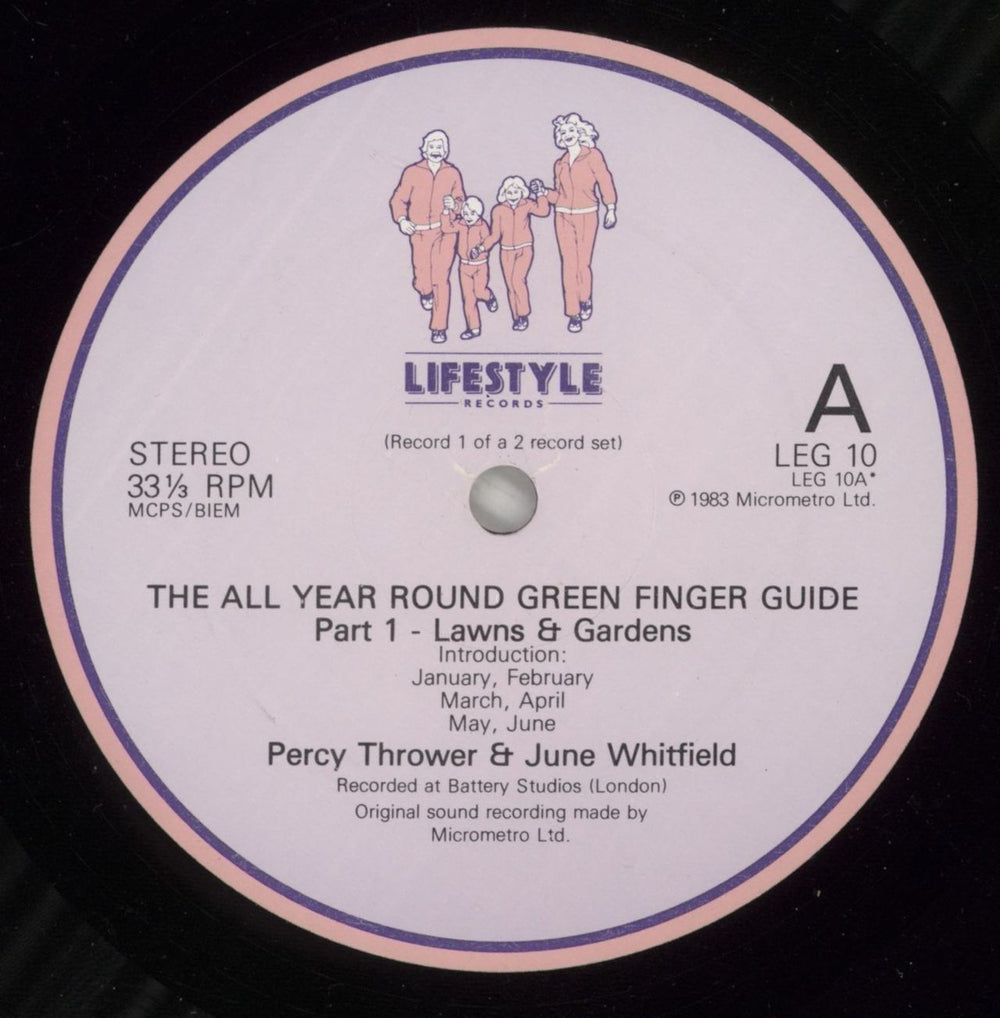 LIFESTYLE
RECORDS
(Record 1 of a 2 record set)
STEREO
33⅓ RPM
MCPS/BIEM
A
LEG 10
LEG 10A*
℗ 1983 Micrometro Ltd.
THE ALL YEAR ROUND GREEN FINGER GUIDE
Part 1 - Lawns & Gardens
Introduction:
January, February
March, April
May, June
Percy Thrower & June Whitfield
Recorded at Battery Studios (London)
Original sound recording made by
Micrometro Ltd.